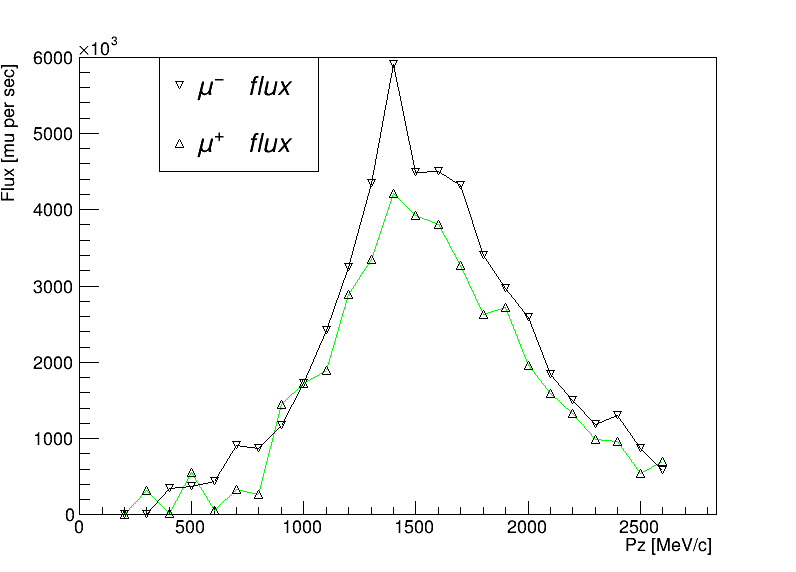 ×10³
6000
5000
4000
3000
2000
1000
0
Flux [mu per sec]
μ⁻ flux
μ⁺ flux
0 500 1000 1500 2000 2500
Pz [MeV/c]